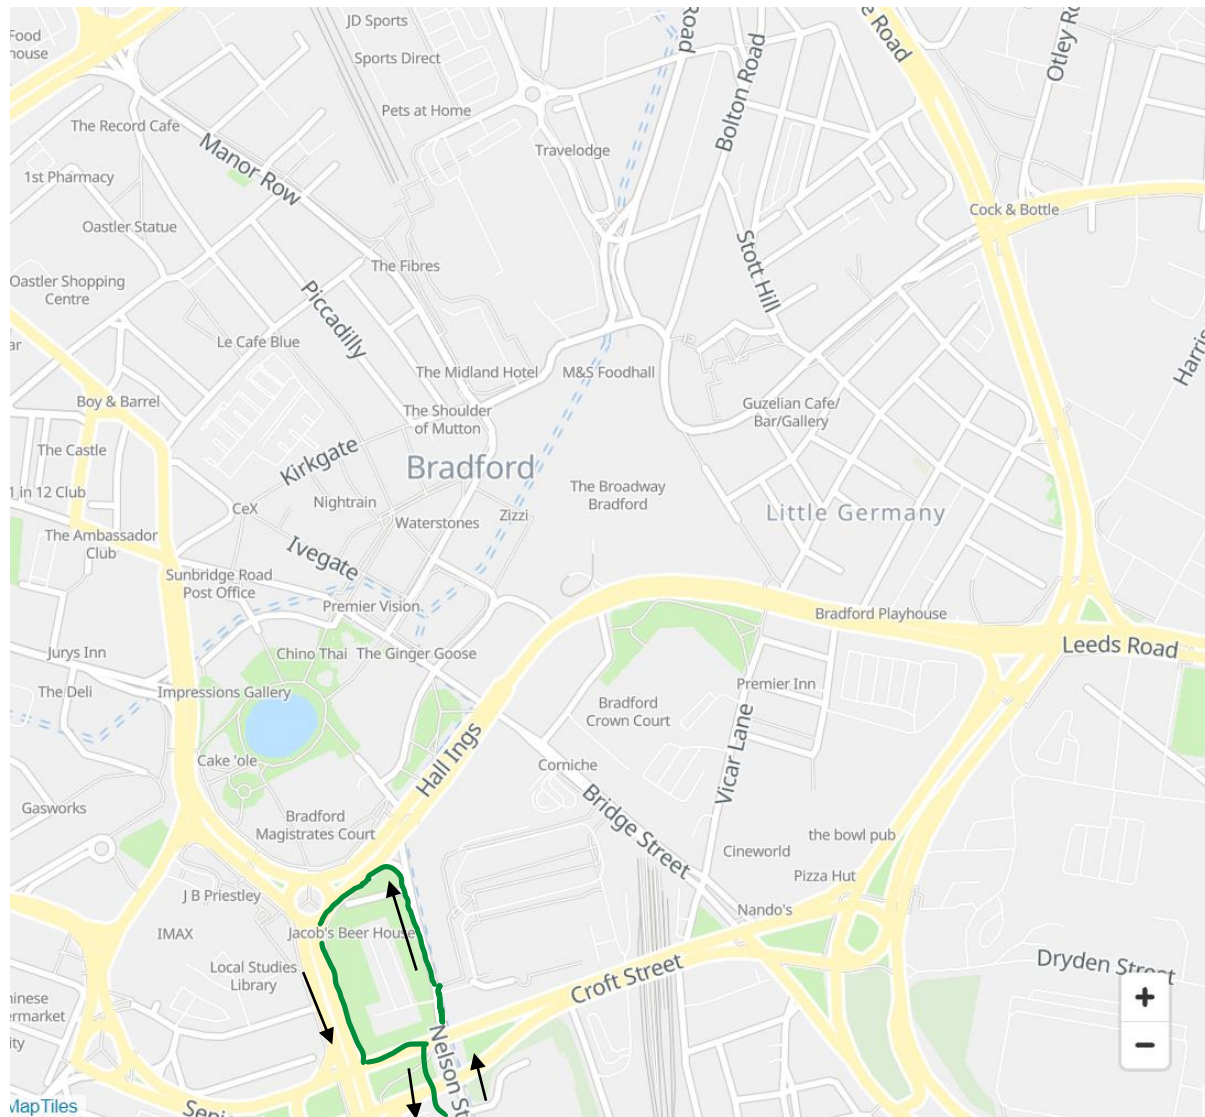 JD Sports
Food
house
Road
e Road
Sports Direct
Bolton Road
Otley Ro
Pets at Home
The Record Cafe
Manor Row
Travelodge
1st Pharmacy
Cock & Bottle
Oastler Statue
Stott Hill
The Fibres
Oastler Shopping
Centre
Piccadilly
Harris
ar
Le Cafe Blue
The Midland Hotel
M&S Foodhall
Boy & Barrel
The Shoulder
of Mutton
Guzelian Cafe/
Bar/Gallery
The Castle
Kirkgate
Bradford
1 in 12 Club
Nightrain
The Broadway
Bradford
CeX
Waterstones
Zizzi
Little Germany
The Ambassador
Club
Ivegate
Sunbridge Road
Post Office
Premier Vision
Bradford Playhouse
Leeds Road
Jurys Inn
Chino Thai
The Ginger Goose
The Deli
Impressions Gallery
Premier Inn
Bradford
Crown Court
Hall Ings
Vicar Lane
Cake 'ole
Corniche
Bridge Street
Gasworks
Bradford
Magistrates Court
the bowl pub
Cineworld
Pizza Hut
J B Priestley
Nando's
IMAX
Jacob's Beer House
Local Studies
Library
Croft Street
Dryden Street
hinese
ermarket
ity
+
−
Nelson St
MapTiles